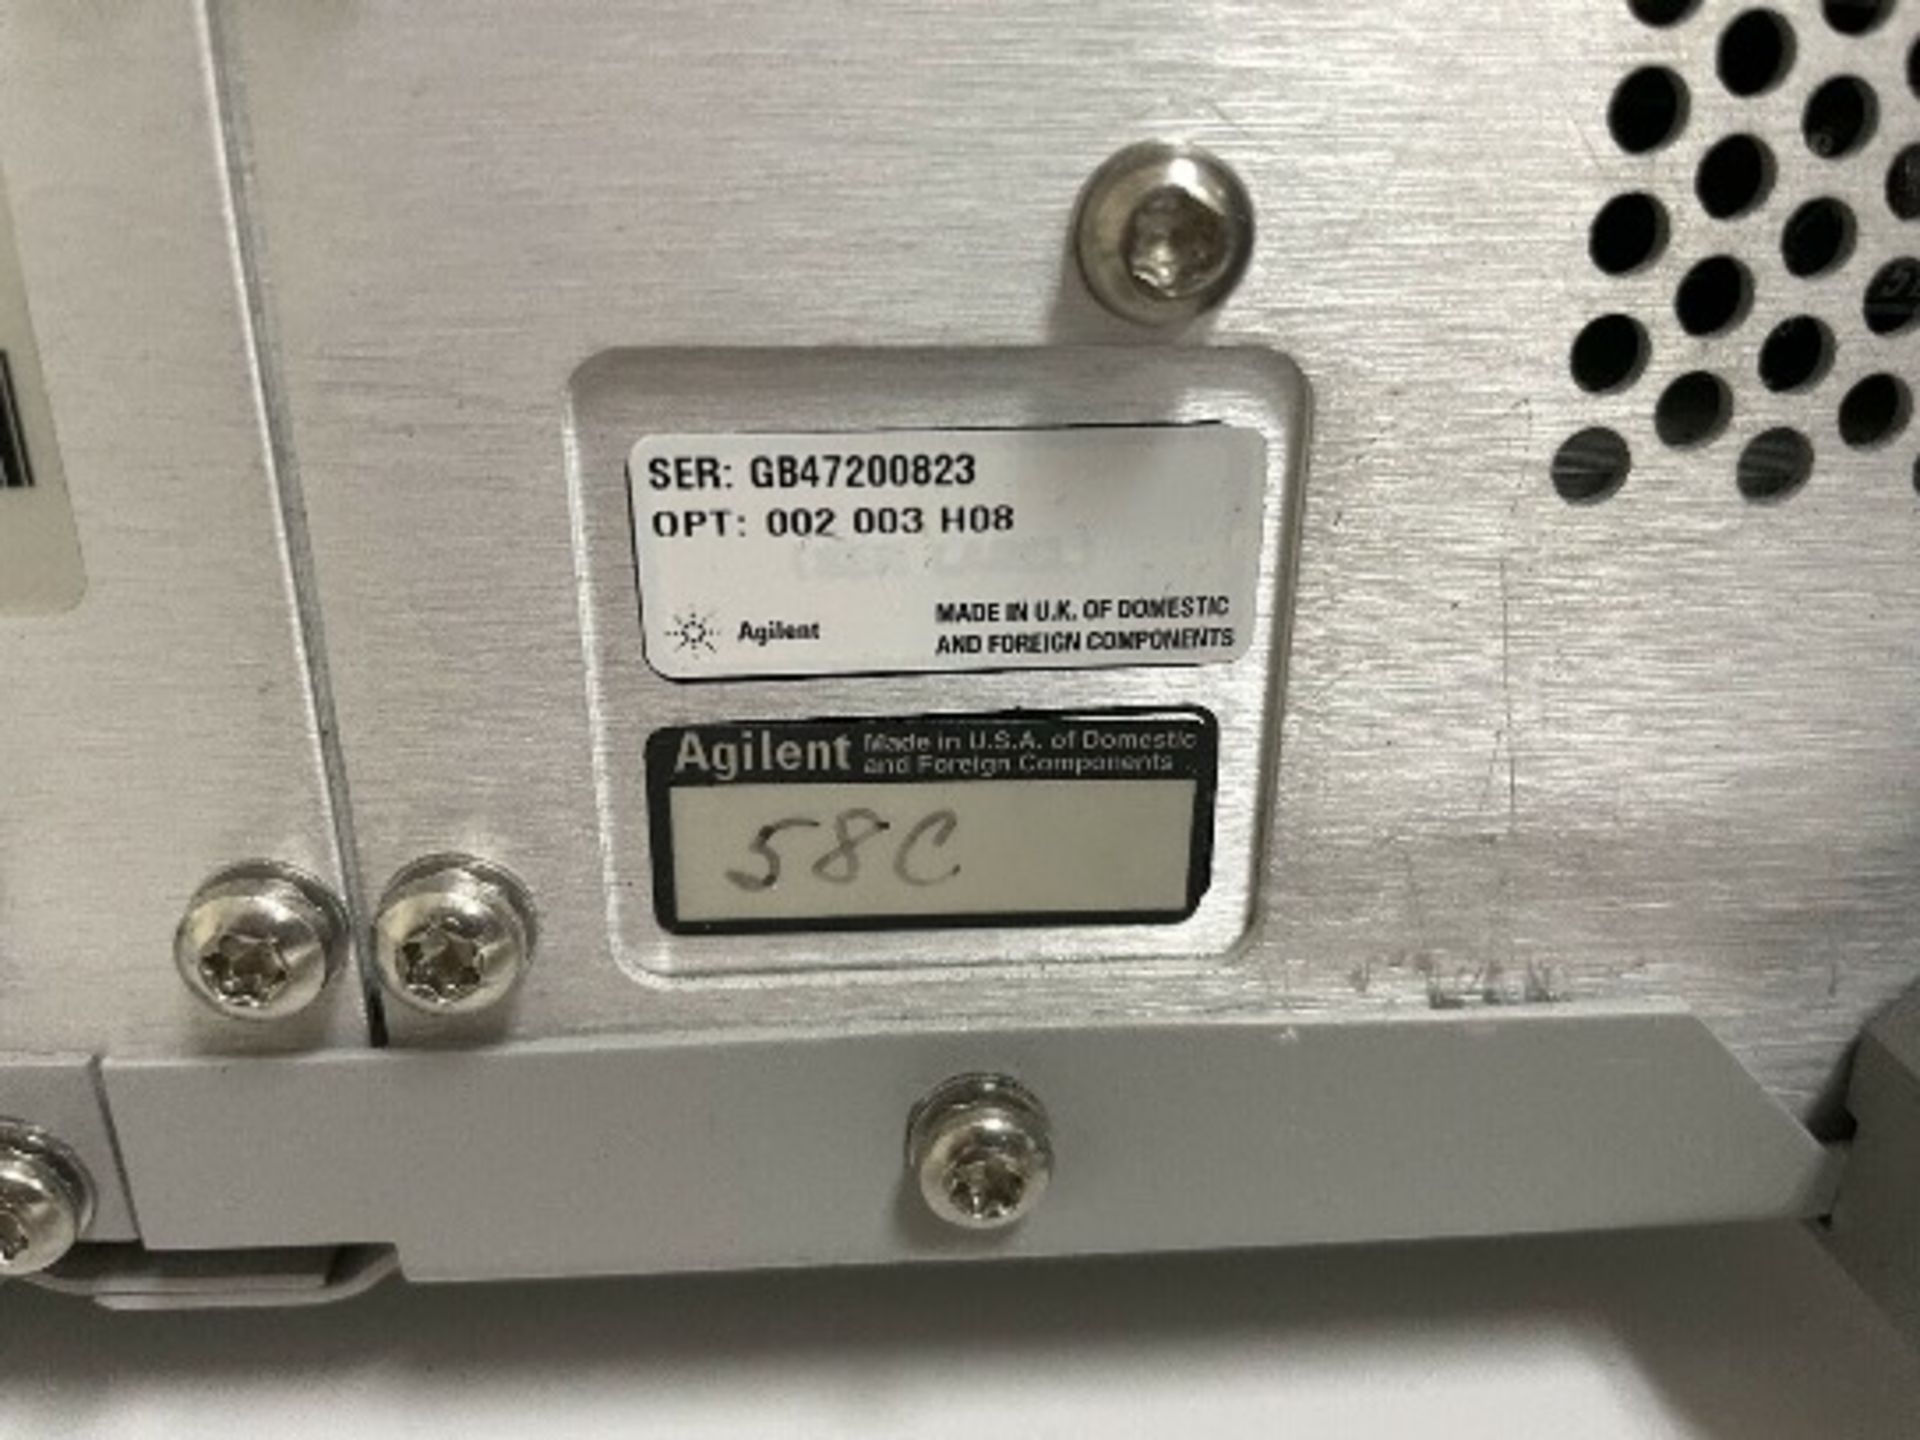 SER: GB47200823
OPT: 002 003 H08
Agilent
MADE IN U.K. OF DOMESTIC
AND FOREIGN COMPONENTS
Agilent
Made in U.S.A. of Domestic
and Foreign Components
58C